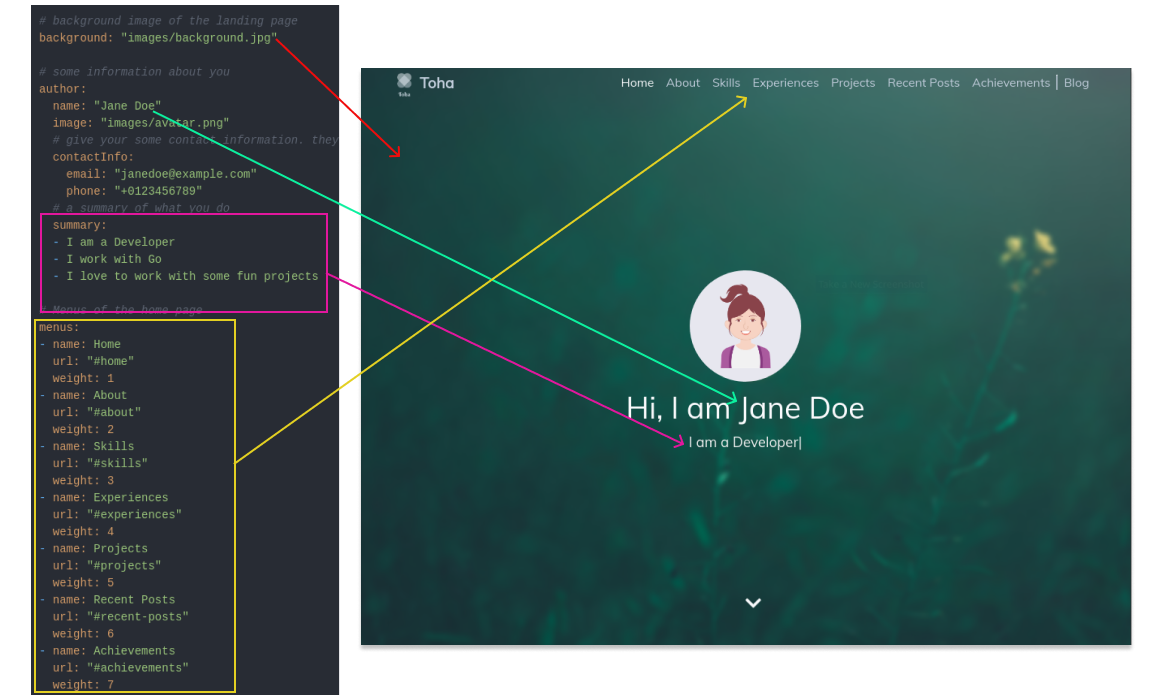 # background image of the landing page
background: "images/background.jpg"
# some information about you
author:
name: "Jane Doe"
image: "images/avatar.png"
# give your some contact information. they
contactInfo:
email: "janedoe@example.com"
phone: "+0123456789"
# a summary of what you do
summary:
- I am a Developer
- I work with Go
- I love to work with some fun projects
# Menus of the home page
menus:
- name: Home
url: "#home"
weight: 1
- name: About
url: "#about"
weight: 2
- name: Skills
url: "#skills"
weight: 3
- name: Experiences
url: "#experiences"
weight: 4
- name: Projects
url: "#projects"
weight: 5
- name: Recent Posts
url: "#recent-posts"
weight: 6
- name: Achievements
url: "#achievements"
weight: 7
Toha
Toha
Home About Skills Experiences Projects Recent Posts Achievements | Blog
Hi, I am Jane Doe
I am a Developer|